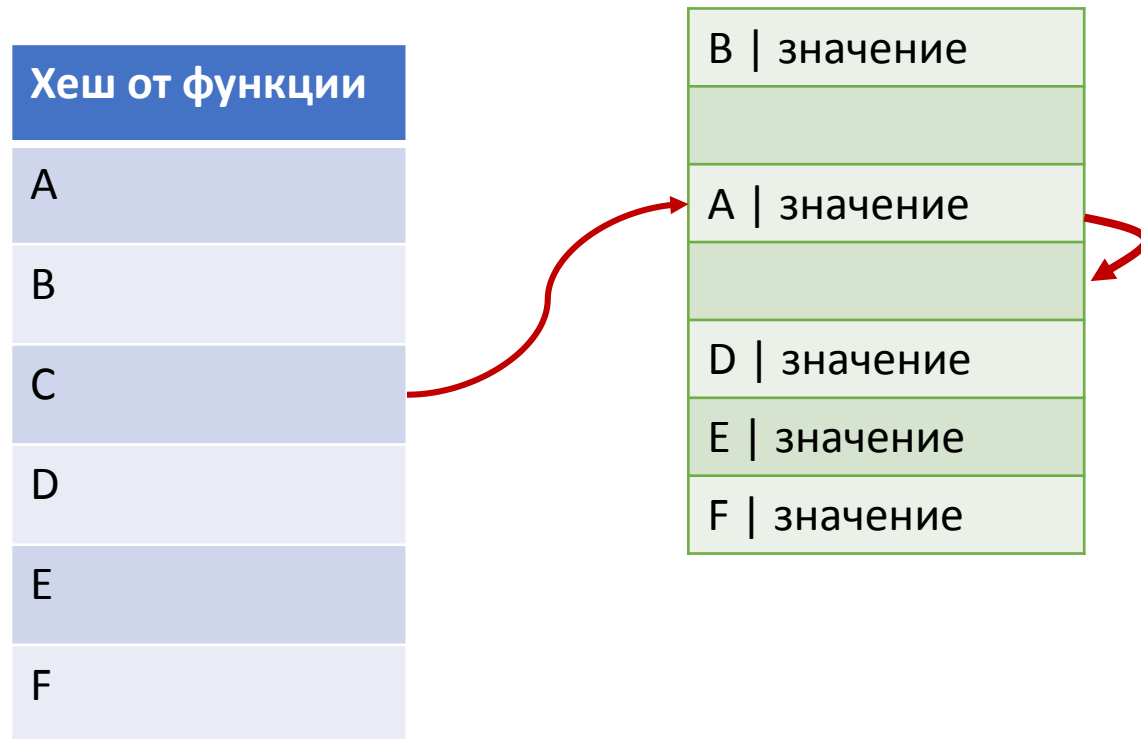 Хеш от функции
A
B
C
D
E
F
B | значение
A | значение
D | значение
E | значение
F | значение